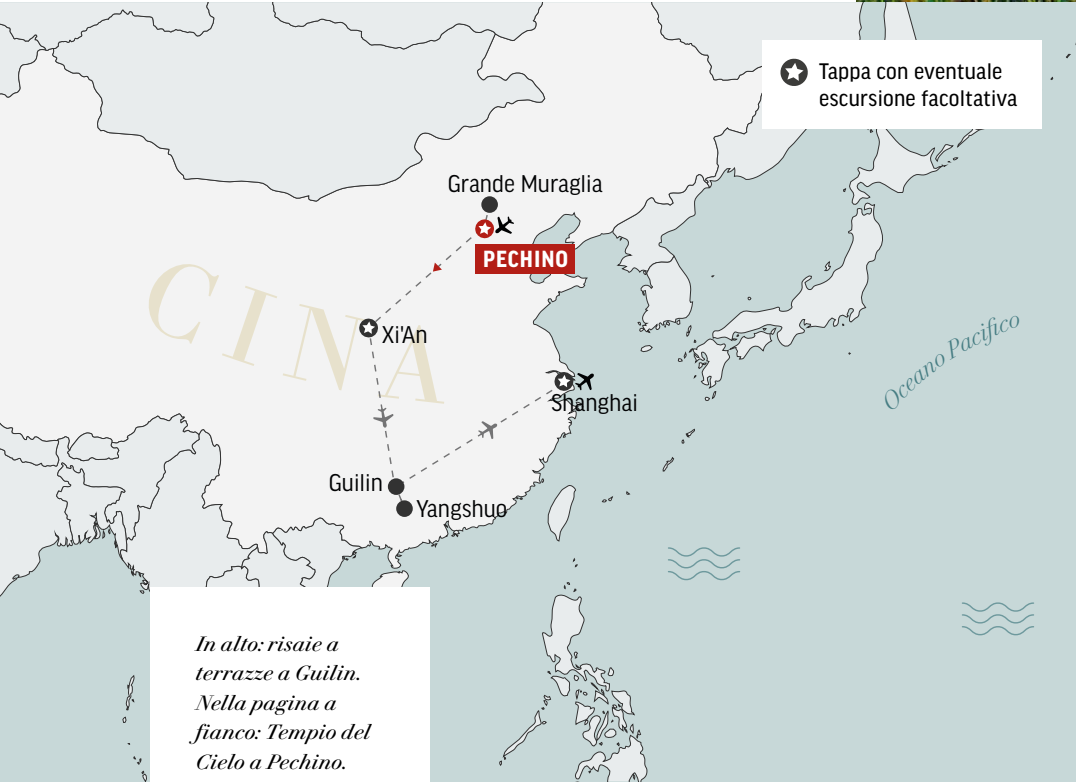 Tappa con eventuale
escursione facoltativa
Grande Muraglia
PECHINO
CINA
Xi'An
Oceano Pacifico
Shanghai
Guilin
Yangshuo
In alto: risaie a
terrazze a Guilin.
Nella pagina a
fianco: Tempio del
Cielo a Pechino.